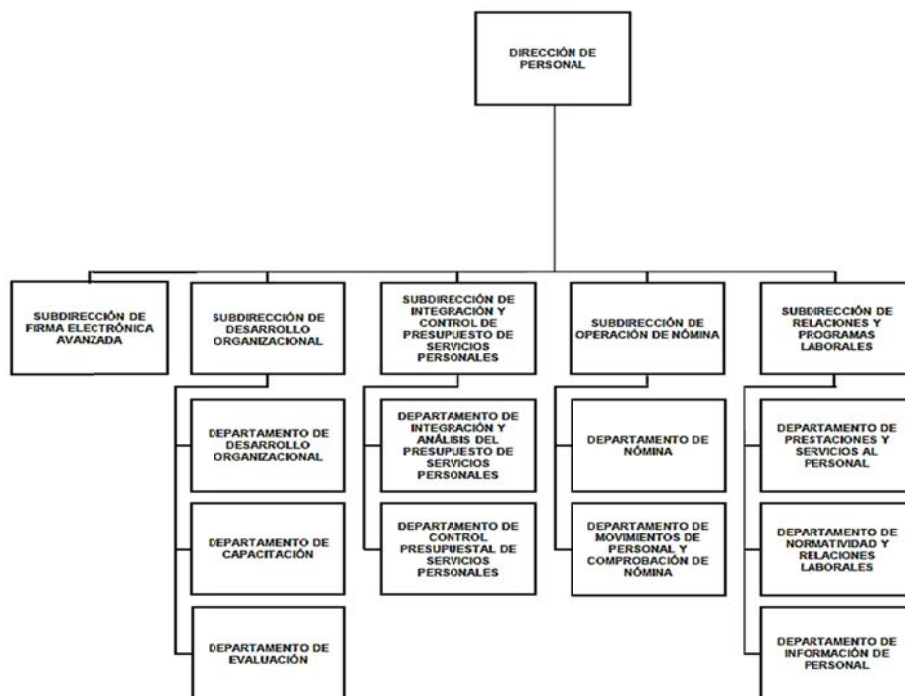 DIRECCIÓN DE
PERSONAL
SUBDIRECCIÓN DE
FIRMA ELECTRÓNICA
AVANZADA
SUBDIRECCIÓN DE
DESARROLLO
ORGANIZACIONAL
SUBDIRECCIÓN DE
INTEGRACIÓN Y
CONTROL DE
PRESUPUESTO DE
SERVICIOS
PERSONALES
SUBDIRECCIÓN DE
OPERACIÓN DE NÓMINA
SUBDIRECCIÓN DE
RELACIONES Y
PROGRAMAS
LABORALES
DEPARTAMENTO DE
DESARROLLO
ORGANIZACIONAL
DEPARTAMENTO DE
INTEGRACIÓN Y
ANÁLISIS DEL
PRESUPUESTO DE
SERVICIOS
PERSONALES
DEPARTAMENTO DE
NÓMINA
DEPARTAMENTO DE
PRESTACIONES Y
SERVICIOS AL
PERSONAL
DEPARTAMENTO DE
CAPACITACIÓN
DEPARTAMENTO DE
CONTROL
PRESUPUESTAL DE
SERVICIOS
PERSONALES
DEPARTAMENTO DE
MOVIMIENTOS DE
PERSONAL Y
COMPROBACIÓN DE
NÓMINA
DEPARTAMENTO DE
NORMATIVIDAD Y
RELACIONES
LABORALES
DEPARTAMENTO DE
EVALUACIÓN
DEPARTAMENTO DE
INFORMACIÓN DE
PERSONAL